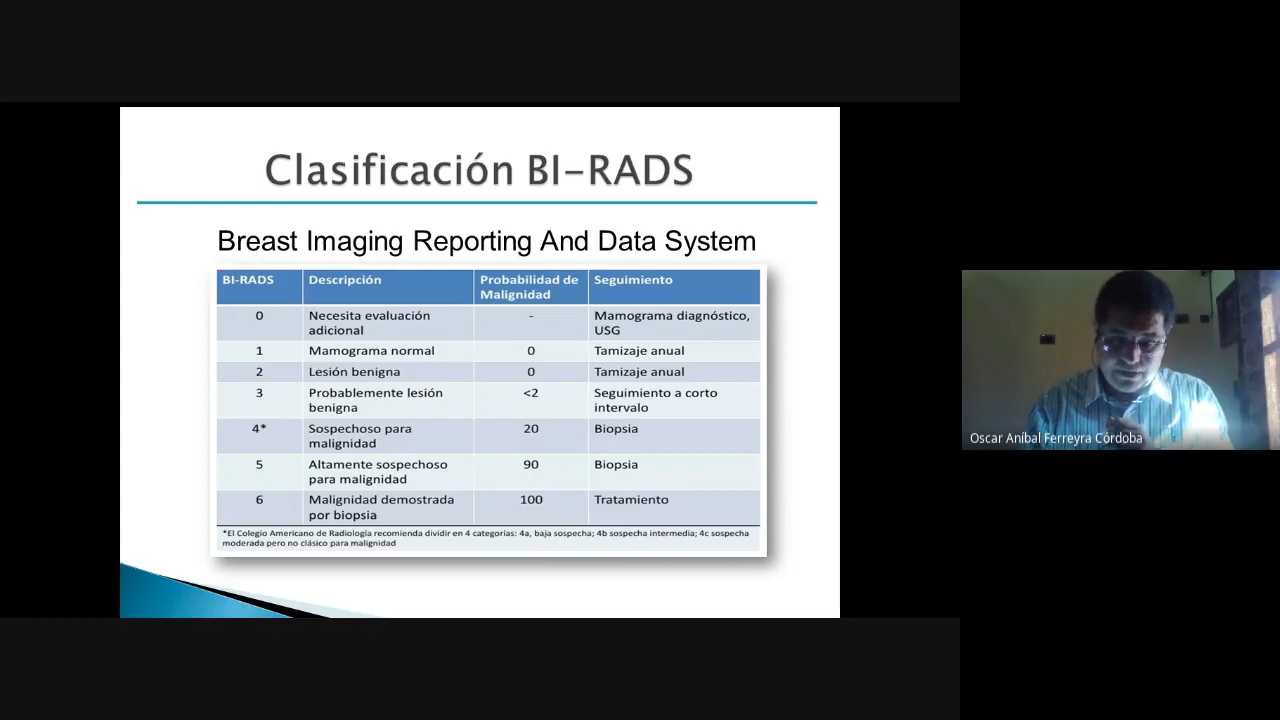 Clasificación BI-RADS
Breast Imaging Reporting And Data System
BI-RADS Descripción Probabilidad de Malignidad Seguimiento
0 Necesita evaluación adicional - Mamograma diagnóstico, USG
1 Mamograma normal 0 Tamizaje anual
2 Lesión benigna 0 Tamizaje anual
3 Probablemente lesión benigna <2 Seguimiento a corto intervalo
4* Sospechoso para malignidad 20 Biopsia
5 Altamente sospechoso para malignidad 90 Biopsia
6 Malignidad demostrada por biopsia 100 Tratamiento
*El Colegio Americano de Radiología recomienda dividir en 4 categorías: 4a, baja sospecha; 4b sospecha intermedia; 4c sospecha
moderada pero no clásico para malignidad
Oscar Aníbal Ferreyra Córdoba